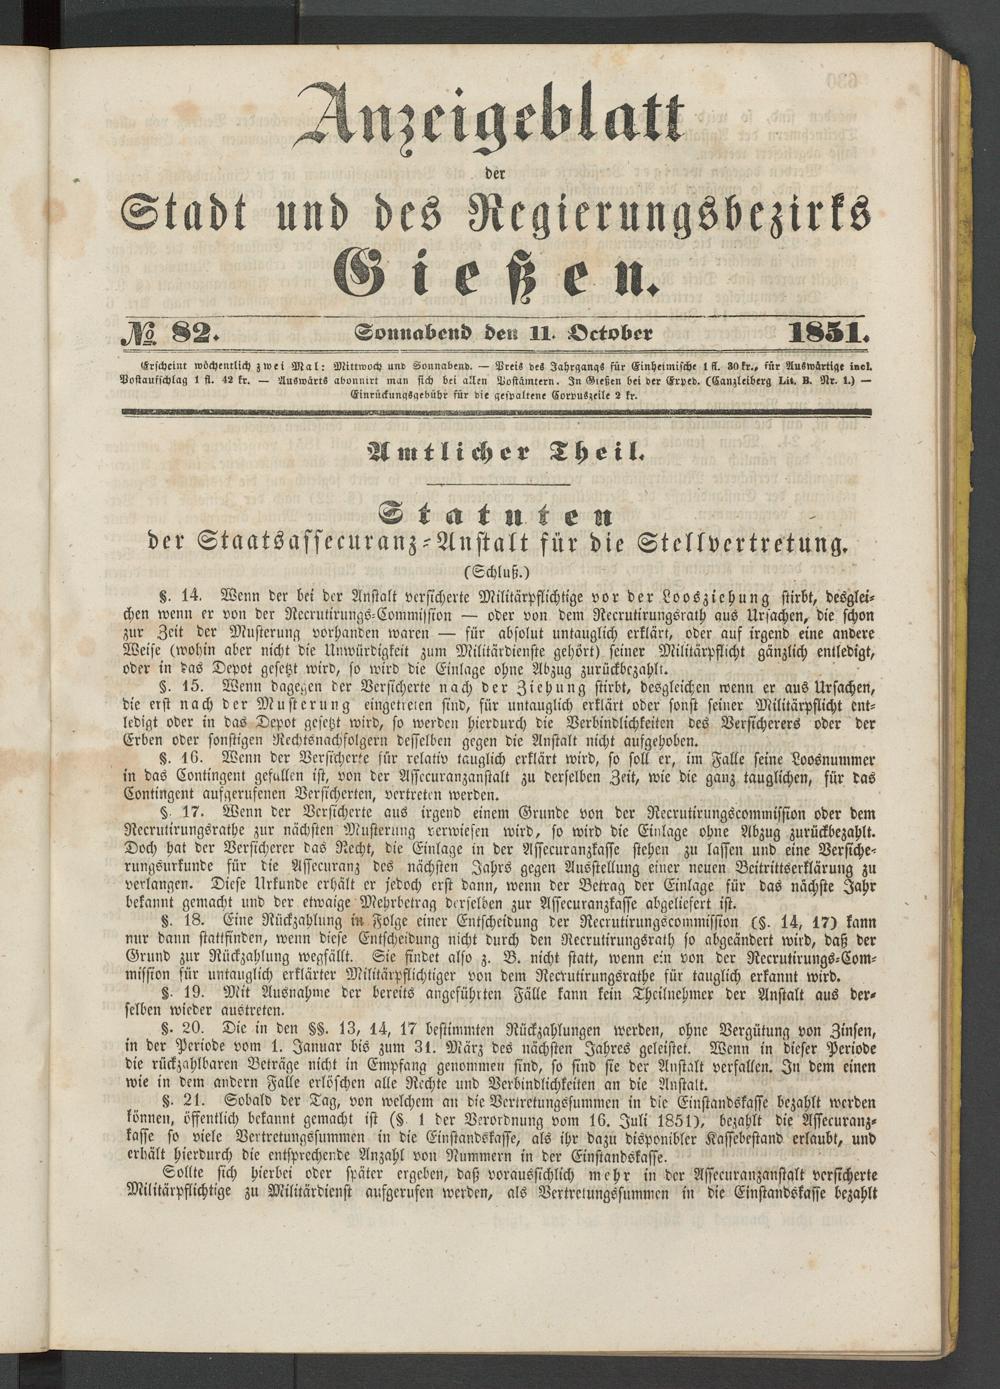 Anzeigeblatt
der
Stadt und des Regierungsbezirks
Gießen.
№ 82. Sonnabend den 11. October 1851.
Erscheint wöchentlich zwei Mal: Mittwoch und Sonnabend. — Preis des Jahrgangs für Einheimische 1 fl. 30 kr., für Auswärtige incl.
Postaufschlag 1 fl. 42 kr. — Auswärts abonnirt man sich bei allen Postämtern. In Gießen bei der Exped. (Canzleiberg Lit. B. Nr. 1.) —
Einrückungsgebühr für die gespaltene Corpuszeile 2 kr.
Amtlicher Theil.
Statuten
der Staatsassecuranz-Anstalt für die Stellvertretung.
(Schluß.)
§. 14. Wenn der bei der Anstalt versicherte Militärpflichtige vor der Loosziehung stirbt, desglei-
chen wenn er von der Recrutirungs-Commission — oder von dem Recrutirungsrath aus Ursachen, die schon
zur Zeit der Musterung vorhanden waren — für absolut untauglich erklärt, oder auf irgend eine andere
Weise (wohin aber nicht die Unwürdigkeit zum Militärdienste gehört) seiner Militärpflicht gänzlich entledigt,
oder in das Depot gesetzt wird, so wird die Einlage ohne Abzug zurückbezahlt.
§. 15. Wenn dagegen der Versicherte nach der Ziehung stirbt, desgleichen wenn er aus Ursachen,
die erst nach der Musterung eingetreten sind, für untauglich erklärt oder sonst seiner Militärpflicht ent-
ledigt oder in das Depot gesetzt wird, so werden hierdurch die Verbindlichkeiten des Versicherers oder der
Erben oder sonstigen Rechtsnachfolgern desselben gegen die Anstalt nicht aufgehoben.
§. 16. Wenn der Versicherte für relativ tauglich erklärt wird, so soll er, im Falle seine Loosnummer
in das Contingent gefallen ist, von der Assecuranzanstalt zu derselben Zeit, wie die ganz tauglichen, für das
Contingent aufgerufenen Versicherten, vertreten werden.
§. 17. Wenn der Versicherte aus irgend einem Grunde von der Recrutirungscommission oder dem
Recrutirungsrathe zur nächsten Musterung verwiesen wird, so wird die Einlage ohne Abzug zurückbezahlt.
Doch hat der Versicherer das Recht, die Einlage in der Assecuranzkasse stehen zu lassen und eine Versiche-
rungsurkunde für die Assecuranz des nächsten Jahrs gegen Ausstellung einer neuen Beitrittserklärung zu
verlangen. Diese Urkunde erhält er jedoch erst dann, wenn der Betrag der Einlage für das nächste Jahr
bekannt gemacht und der etwaige Mehrbetrag derselben zur Assecuranzkasse abgeliefert ist.
§. 18. Eine Rückzahlung in Folge einer Entscheidung der Recrutirungscommission (§. 14, 17) kann
nur dann stattfinden, wenn diese Entscheidung nicht durch den Recrutirungsrath so abgeändert wird, daß der
Grund zur Rückzahlung wegfällt. Sie findet also z. B. nicht statt, wenn ein von der Recrutirungs-Com-
mission für untauglich erklärter Militärpflichtiger von dem Recrutirungsrathe für tauglich erkannt wird.
§. 19. Mit Ausnahme der bereits angeführten Fälle kann kein Theilnehmer der Anstalt aus der-
selben wieder austreten.
§. 20. Die in den §§. 13, 14, 17 bestimmten Rückzahlungen werden, ohne Vergütung von Zinsen,
in der Periode vom 1. Januar bis zum 31. März des nächsten Jahres geleistet. Wenn in dieser Periode
die rückzahlbaren Beträge nicht in Empfang genommen sind, so sind sie der Anstalt verfallen. In dem einen
wie in dem andern Falle erlöschen alle Rechte und Verbindlichkeiten an die Anstalt.
§. 21. Sobald der Tag, von welchem an die Vertretungssummen in die Einstandskasse bezahlt werden
können, öffentlich bekannt gemacht ist (§. 1 der Verordnung vom 16. Juli 1851), bezahlt die Assecuranz-
kasse so viele Vertretungssummen in die Einstandskasse, als ihr dazu disponibler Kassebestand erlaubt, und
erhält hierdurch die entsprechende Anzahl von Nummern in der Einstandskasse.
Sollte sich hierbei oder später ergeben, daß voraussichlich mehr in der Assecuranzanstalt versicherte
Militärpflichtige zu Militärdienst aufgerufen werden, als Vertretungssummen in die Einstandskasse bezahlt